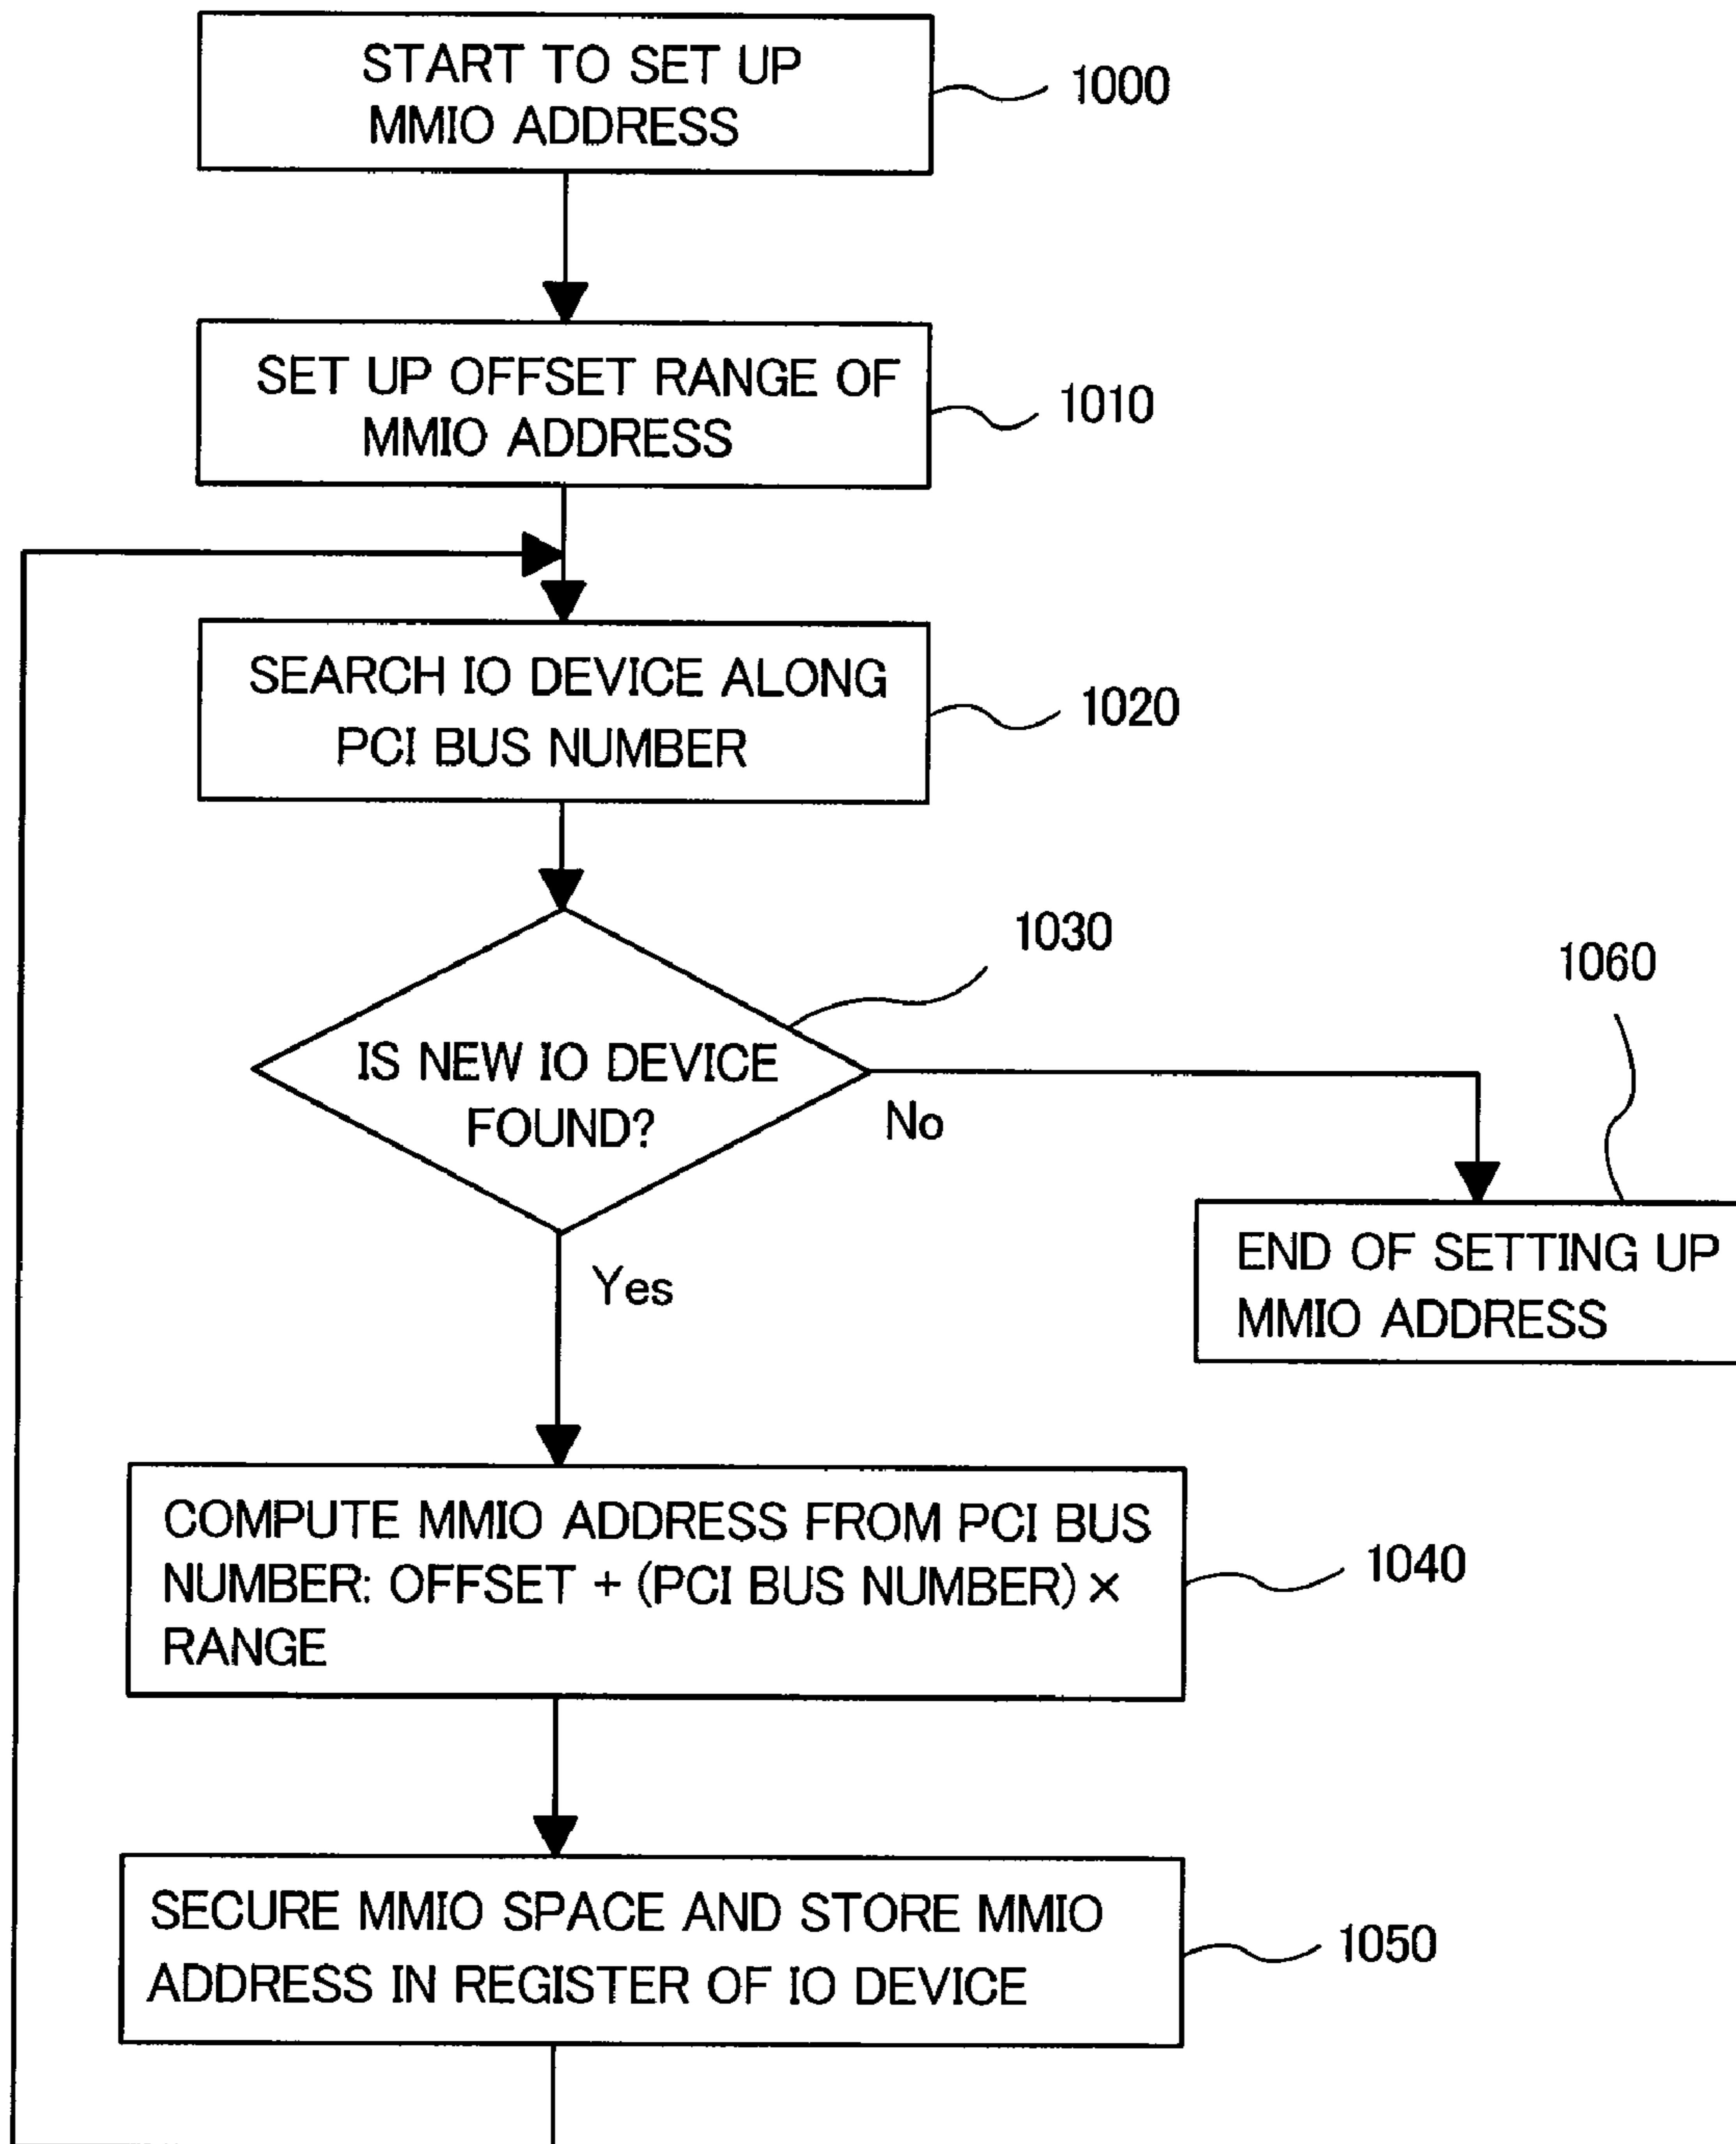 START TO SET UP
MMIO ADDRESS
1000
SET UP OFFSET RANGE OF
MMIO ADDRESS
1010
SEARCH IO DEVICE ALONG
PCI BUS NUMBER
1020
IS NEW IO DEVICE
FOUND?
1030
No
Yes
1060
END OF SETTING UP
MMIO ADDRESS
COMPUTE MMIO ADDRESS FROM PCI BUS
NUMBER: OFFSET + (PCI BUS NUMBER) ×
RANGE
1040
SECURE MMIO SPACE AND STORE MMIO
ADDRESS IN REGISTER OF IO DEVICE
1050